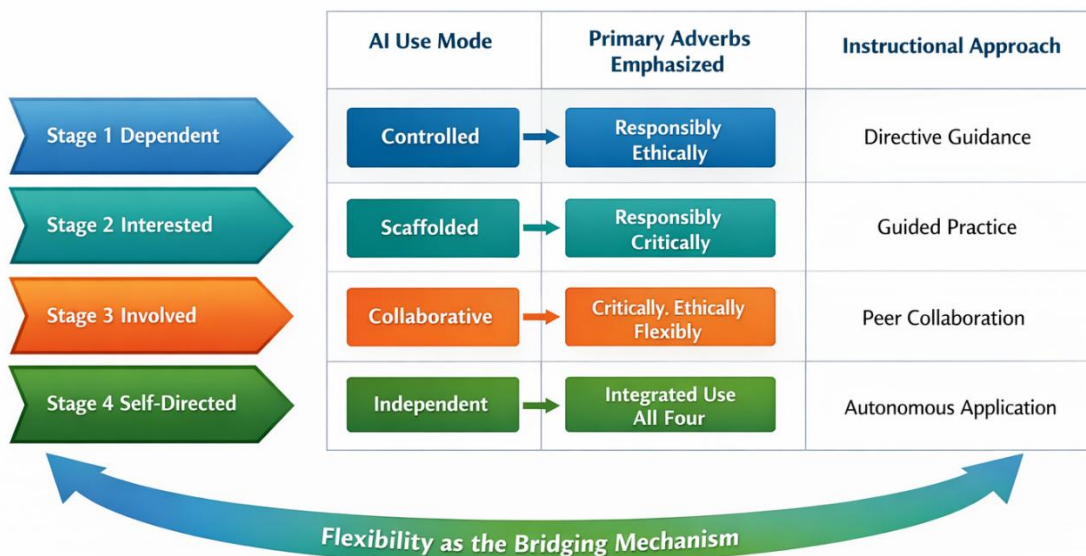 AI Use Mode
Primary Adverbs
Emphasized
Instructional Approach
Stage 1 Dependent
Controlled
Responsibly
Ethically
Directive Guidance
Stage 2 Interested
Scaffolded
Responsibly
Critically
Guided Practice
Stage 3 Involved
Collaborative
Critically. Ethically
Flexibly
Peer Collaboration
Stage 4 Self-Directed
Independent
Integrated Use
All Four
Autonomous Application
Flexibility as the Bridging Mechanism